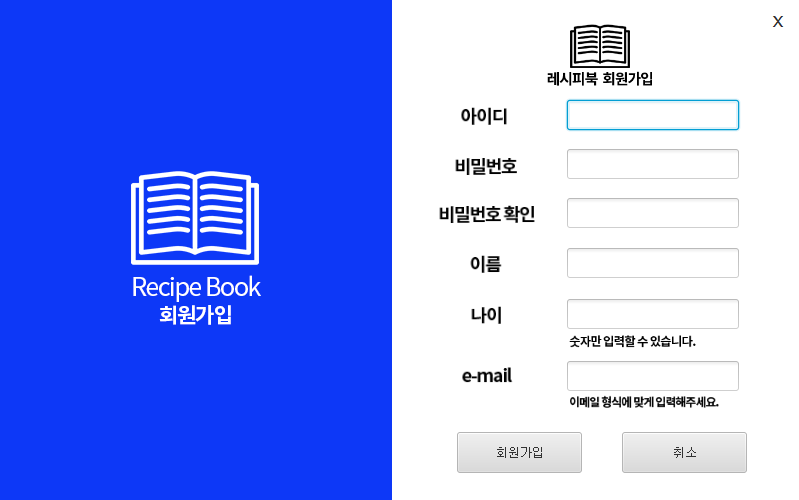 Recipe Book
회원가입
X
레시피북 회원가입
아이디
비밀번호
비밀번호 확인
이름
나이
숫자만 입력할 수 있습니다.
e-mail
이메일 형식에 맞게 입력해주세요.
회원가입
취소